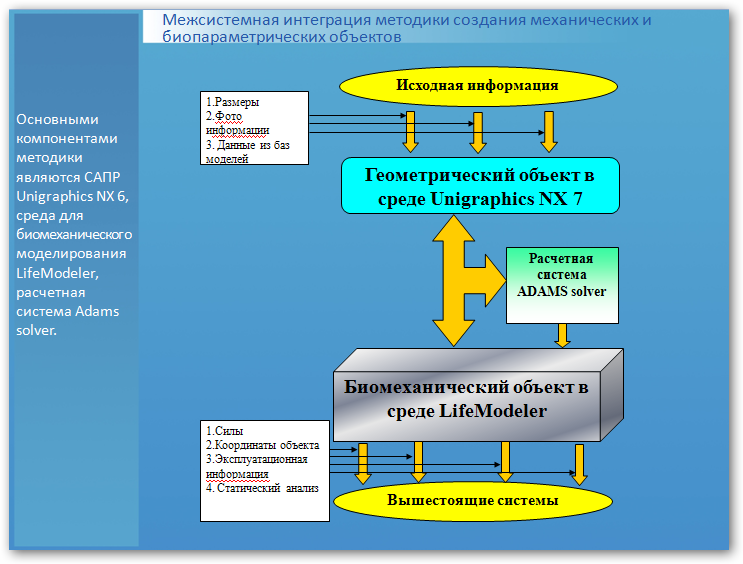 Межсистемная интеграция методики создания механических и
биопараметрических объектов
Основными
компонентами
методики
являются САПР
Unigraphics NX 6,
среда для
биомеханического
моделирования
LifeModeler,
расчетная
система Adams
solver.
Исходная информация
1.Размеры
2.Фото
информации
3. Данные из баз
моделей
Геометрический объект в
среде Unigraphics NX 7
Расчетная
система
ADAMS solver
Биомеханический объект в
среде LifeModeler
1.Силы
2.Координаты объекта
3.Эксплуатационная
информация
4. Статический анализ
Вышестоящие системы